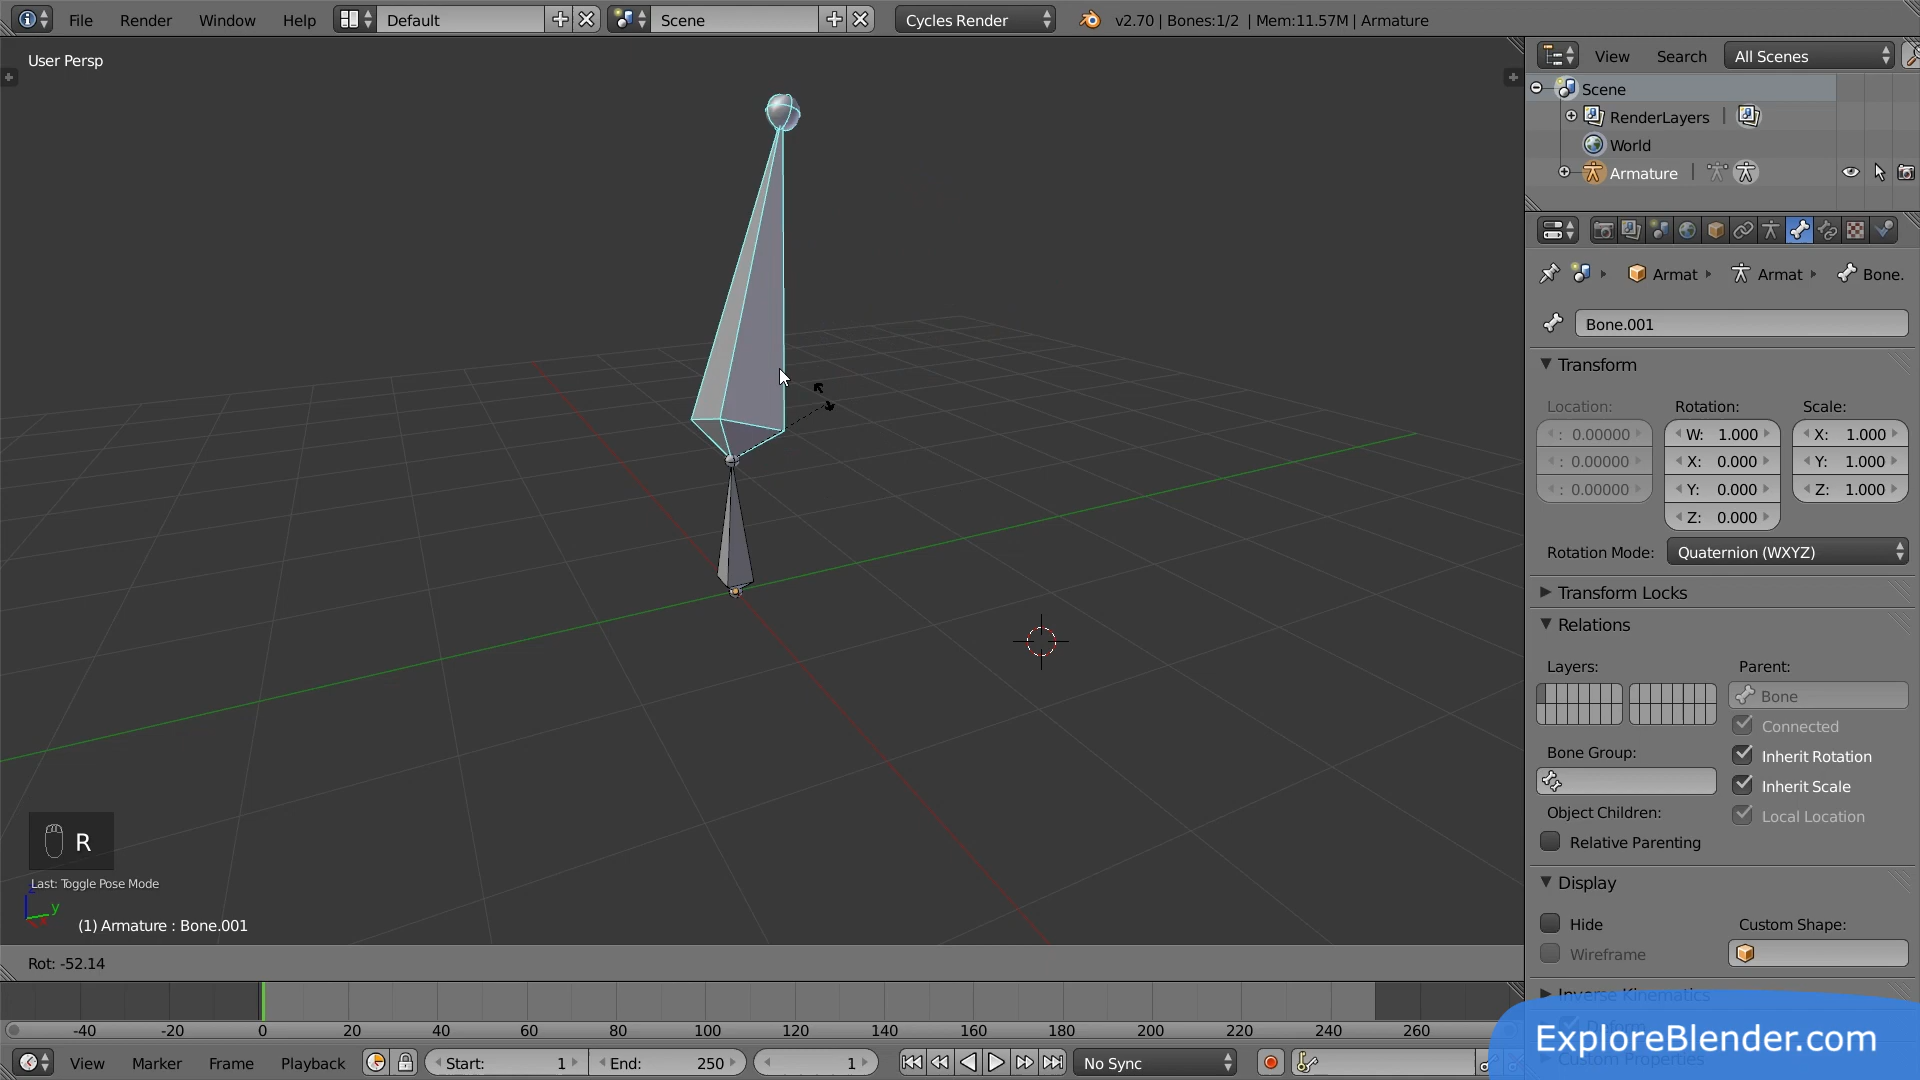 File Render Window Help Default Scene Cycles Render v2.70 | Bones:1/2 | Mem:11.57M | Armature
User Persp
View Search All Scenes
Scene
RenderLayers |
World
Armature |
Armat Armat Bone.
Bone.001
Transform
Location: Rotation: Scale:
: 0.00000 W: 1.000 X: 1.000
: 0.00000 X: 0.000 Y: 1.000
: 0.00000 Y: 0.000 Z: 1.000
Z: 0.000
Rotation Mode: Quaternion (WXYZ)
Transform Locks
Relations
Layers: Parent:
Bone
Connected
Bone Group: Inherit Rotation
Inherit Scale
Object Children: Local Location
Relative Parenting
Display
Hide Custom Shape:
Wireframe
Inverse Kinematics
Custom Properties
R
Last: Toggle Pose Mode
y
(1) Armature : Bone.001
Rot: -52.14
-40 -20 0 20 40 60 80 100 120 140 160 180 200 220 240 260
View Marker Frame Playback Start: 1 End: 250 1 No Sync
ExploreBlender.com